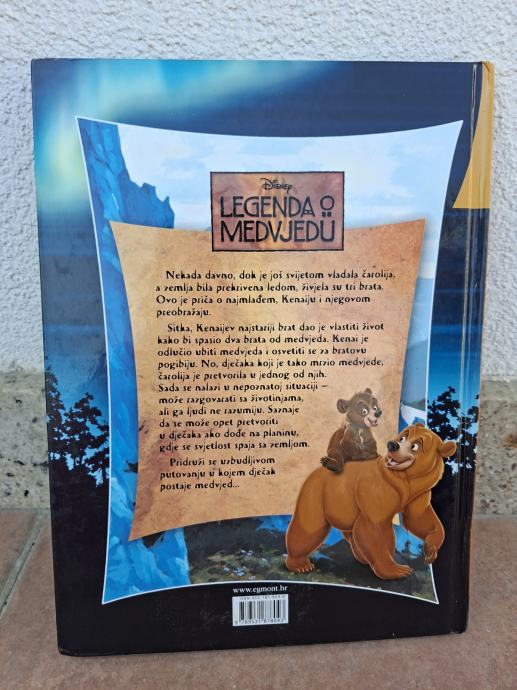 Disney
LEGENDA O
MEDVJEDU
Nekada davno, dok je još svijetom vladala čarolija,
a zemlja bila prekrivena ledom, živjela su tri brata.
Ovo je priča o najmlađem, Kenaiju i njegovom
preobražaju.
Sitka, Kenaijev najstariji brat dao je vlastiti život
kako bi spasio dva brata od medvjeda. Kenai je
odlučio ubiti medvjeda i osvetiti se za bratovu
pogibiju. No, dječaka koji je tako mrzio medvjede,
čarolija je pretvorila u jednog od njih.
Sada se nalazi u nepoznatoj situaciji –
može razgovarati sa životinjama,
ali ga ljudi ne razumiju. Saznaje
da se može opet pretvoriti
u dječaka ako dođe na planinu,
gdje se svjetlost spaja sa zemljom.
Pridruži se uzbudljivom
putovanju u kojem dječak
postaje medvjed...
www.egmont.hr